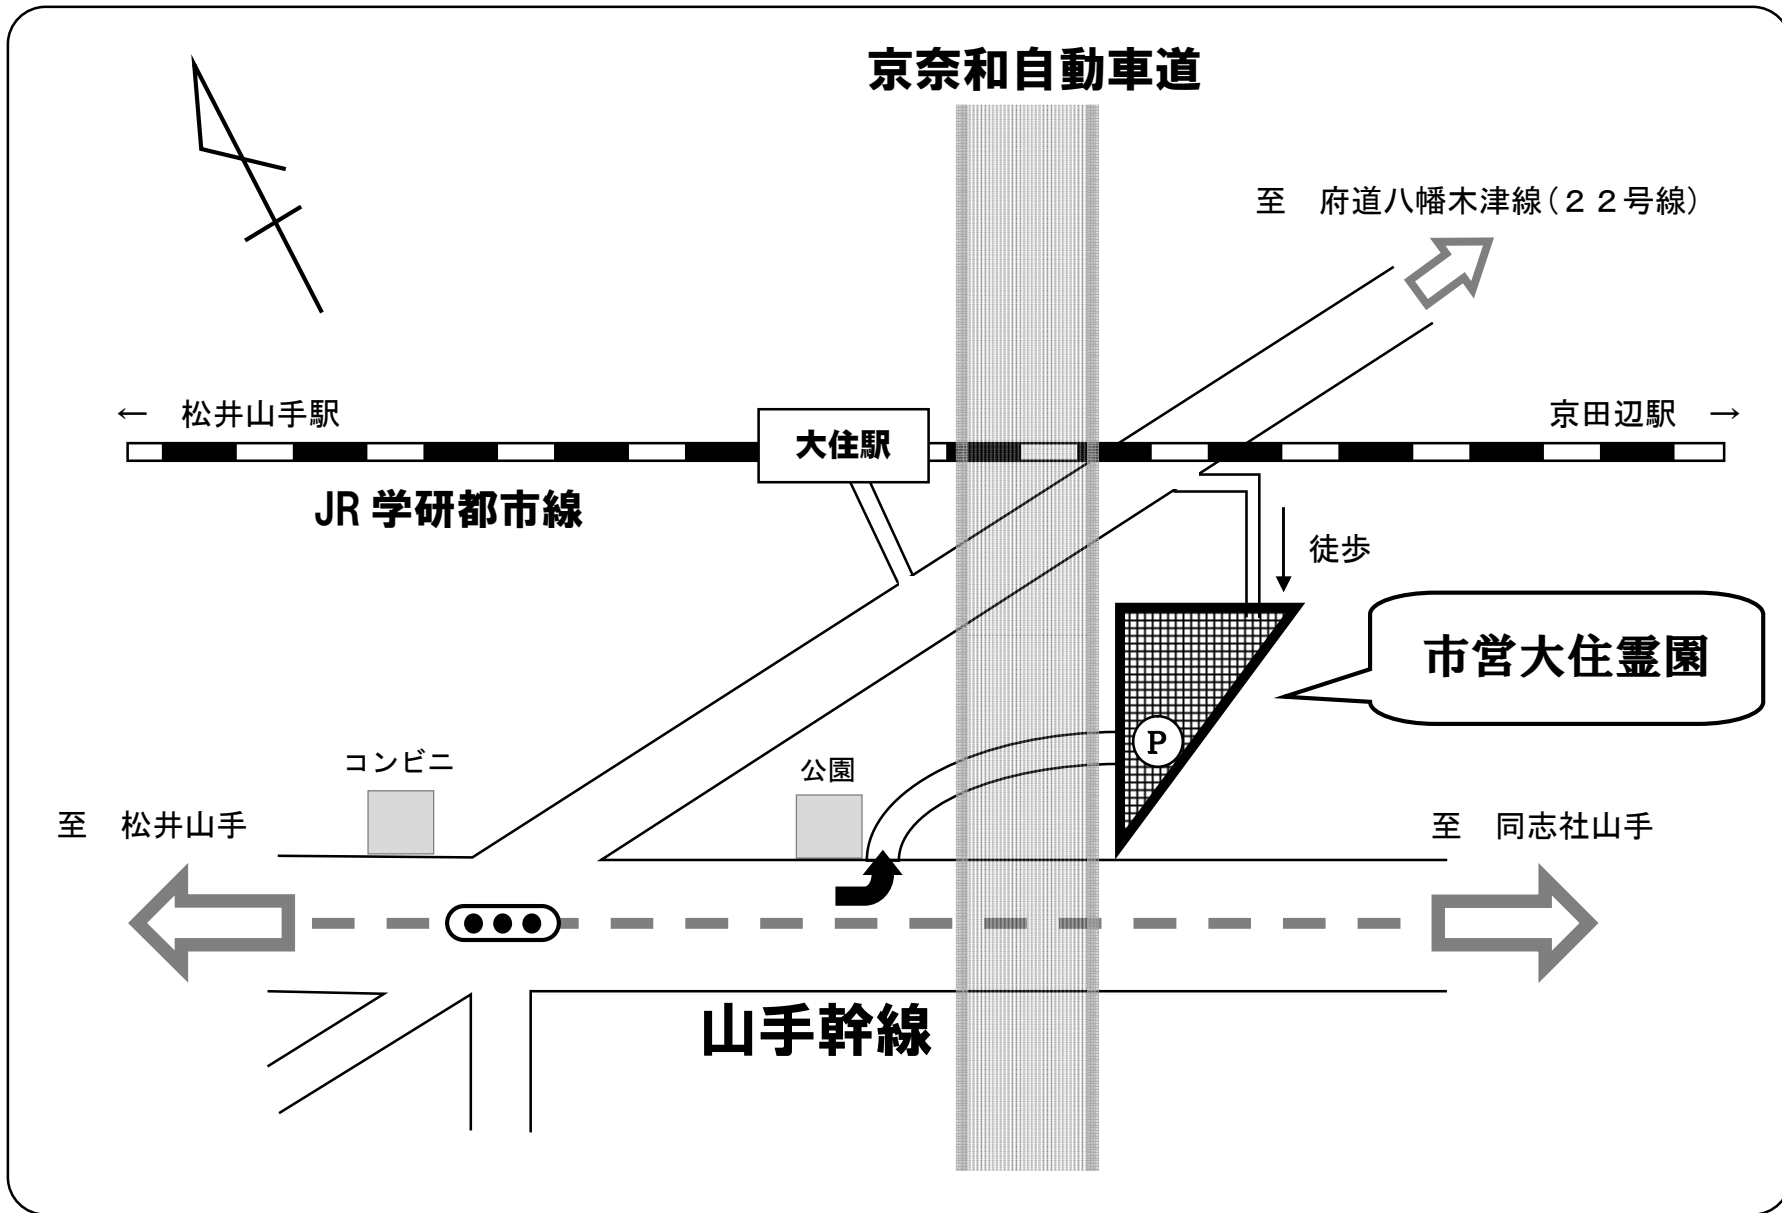 京奈和自動車道
至　府道八幡木津線(２２号線)
←　松井山手駅
京田辺駅　→
大住駅
JR 学研都市線
徒歩
市営大住霊園
P
コンビニ
公園
至　松井山手
至　同志社山手
山手幹線